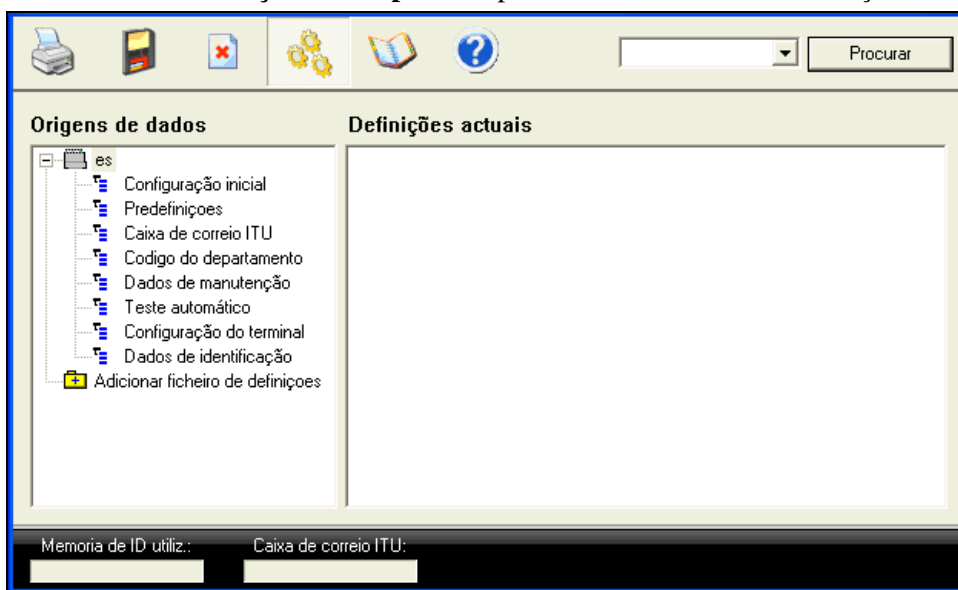 Procurar
Origens de dados
Definições actuais
es
Configuração inicial
Predefiniçoes
Caixa de correio ITU
Codigo do departamento
Dados de manutenção
Teste automático
Configuração do terminal
Dados de identificação
Adicionar ficheiro de definiçoes
Memoria de ID utiliz.:
Caixa de correio ITU: